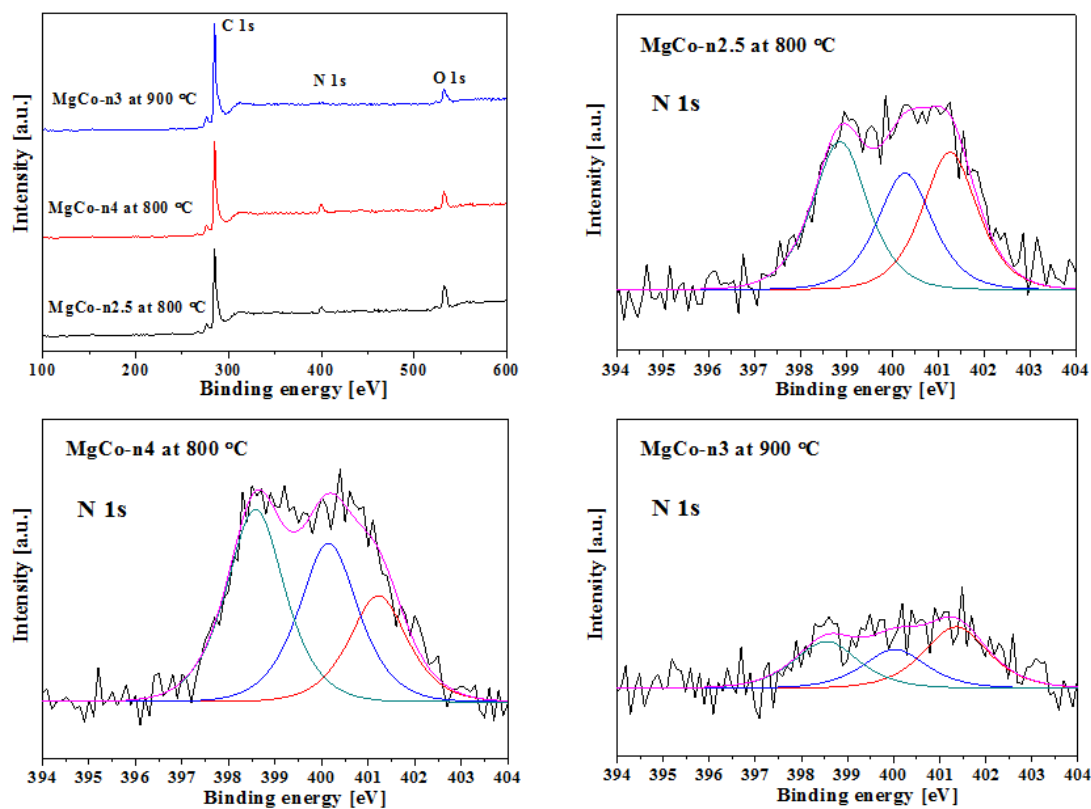 C 1s
N 1s
O 1s
MgCo-n3 at 900 °C
MgCo-n4 at 800 °C
MgCo-n2.5 at 800 °C
Intensity [a.u.]
100 200 300 400 500 600
Binding energy [eV]
MgCo-n2.5 at 800 °C
N 1s
Intensity [a.u.]
394 395 396 397 398 399 400 401 402 403 404
Binding energy [eV]
MgCo-n4 at 800 °C
N 1s
Intensity [a.u.]
394 395 396 397 398 399 400 401 402 403 404
Binding energy [eV]
MgCo-n3 at 900 °C
N 1s
Intensity [a.u.]
394 395 396 397 398 399 400 401 402 403 404
Binding energy [eV]